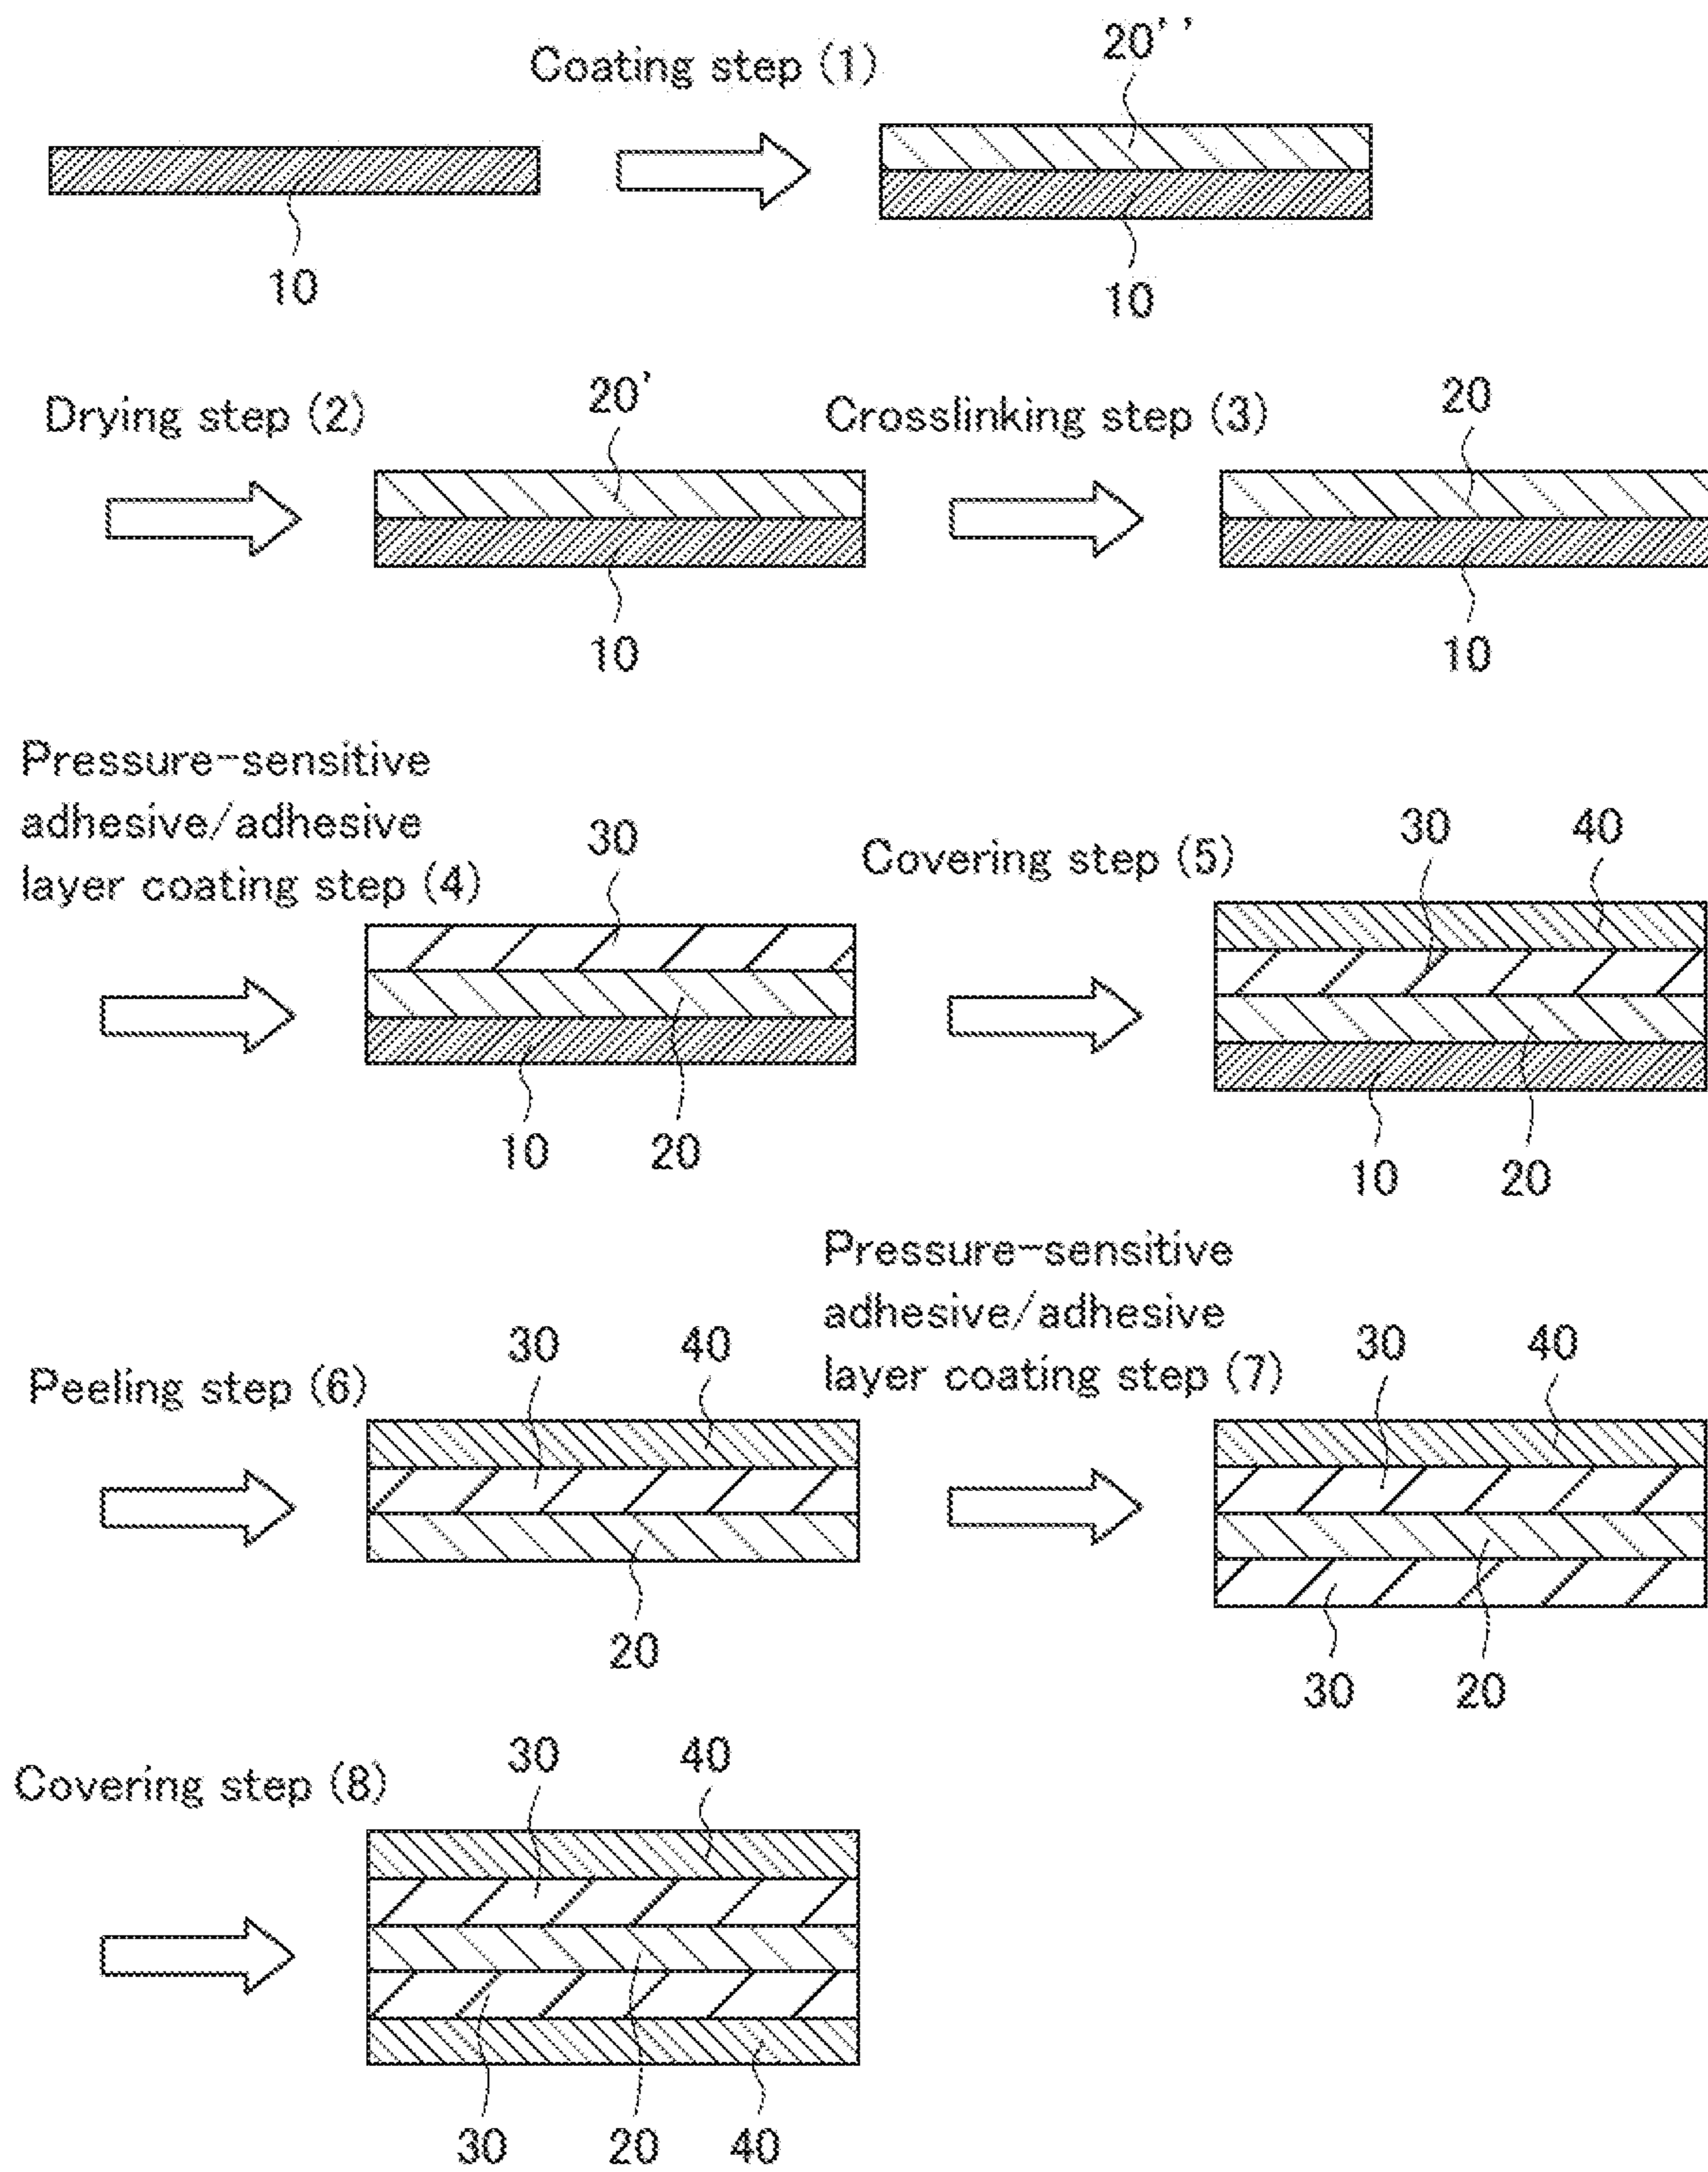 Coating step (1)
20''
10
10
Drying step (2)
20'
Crosslinking step (3)
20
10
10
Pressure-sensitive
adhesive/adhesive
layer coating step (4)
30
Covering step (5)
30 40
10 20
10 20
Peeling step (6)
30 40
Pressure-sensitive
adhesive/adhesive
layer coating step (7)
30 40
20
30 20
Covering step (8)
30 40
30 20 40